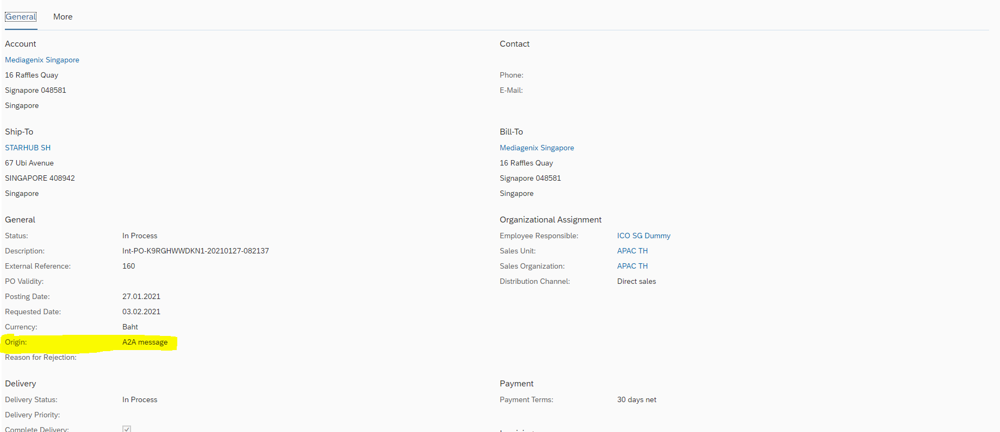 General More
Account
Mediagenix Singapore
16 Raffles Quay
Signapore 048581
Singapore
Contact
Phone:
E-Mail:
Ship-To
STARHUB SH
67 Ubi Avenue
SINGAPORE 408942
Singapore
Bill-To
Mediagenix Singapore
16 Raffles Quay
Signapore 048581
Singapore
General
Status: In Process
Description: Int-PO-K9RGHWWDKN1-20210127-082137
External Reference: 160
PO Validity:
Posting Date: 27.01.2021
Requested Date: 03.02.2021
Currency: Baht
Origin: A2A message
Reason for Rejection:
Organizational Assignment
Employee Responsible: ICO SG Dummy
Sales Unit: APAC TH
Sales Organization: APAC TH
Distribution Channel: Direct sales
Delivery
Delivery Status: In Process
Delivery Priority:
Complete Delivery:
Payment
Payment Terms: 30 days net